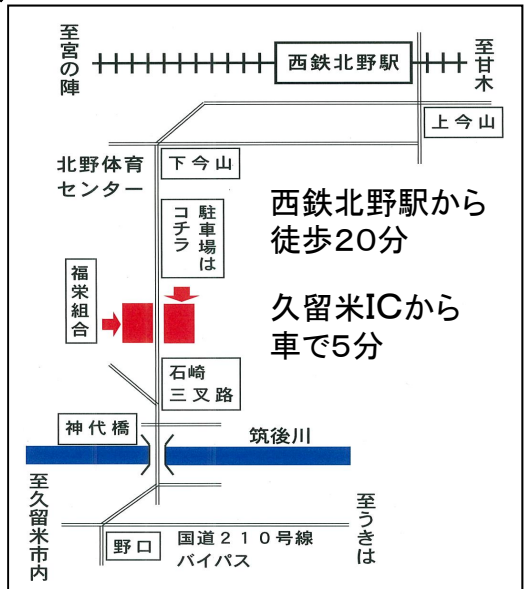 至宮の陣
西鉄北野駅
至甘木
上今山
北野体育
センター
下今山
駐車場は
コチラ
西鉄北野駅から
徒歩20分
福栄組合
久留米ICから
車で5分
石崎
三叉路
神代橋
筑後川
至久留米市内
野口
国道210号線
バイパス
至うきは